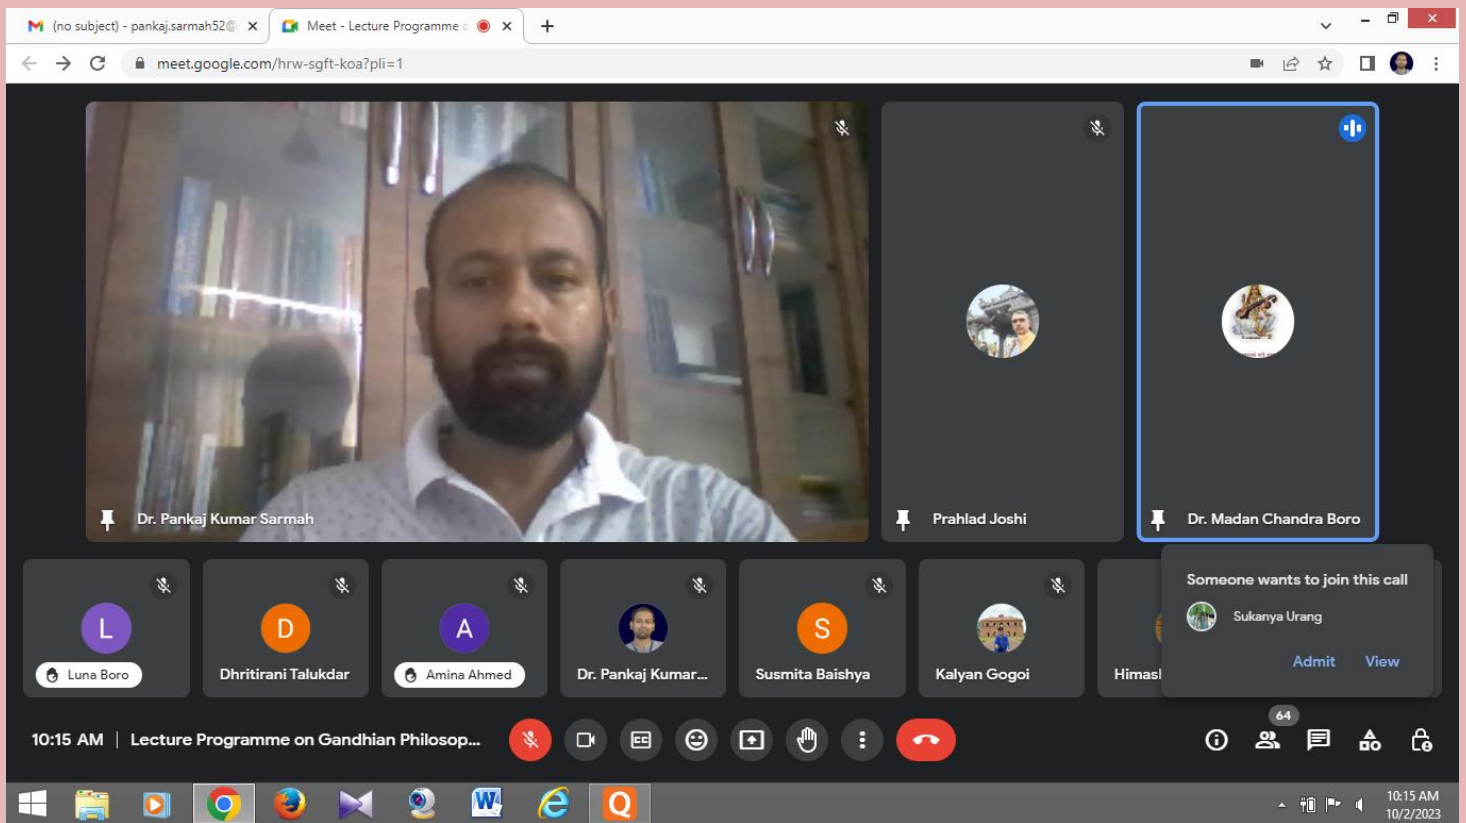 (no subject) - pankaj.sarmah52@
Meet - Lecture Programme o
meet.google.com/hrw-sgft-koa?pli=1
Dr. Pankaj Kumar Sarmah
Prahlad Joshi
Dr. Madan Chandra Boro
Someone wants to join this call
Sukanya Urang
Admit View
L
D
A
S
Luna Boro
Dhritirani Talukdar
Amina Ahmed
Dr. Pankaj Kumar...
Susmita Baishya
Kalyan Gogoi
Himas
64
10:15 AM | Lecture Programme on Gandhian Philosop...
CC
W
Q
10:15 AM
10/2/2023